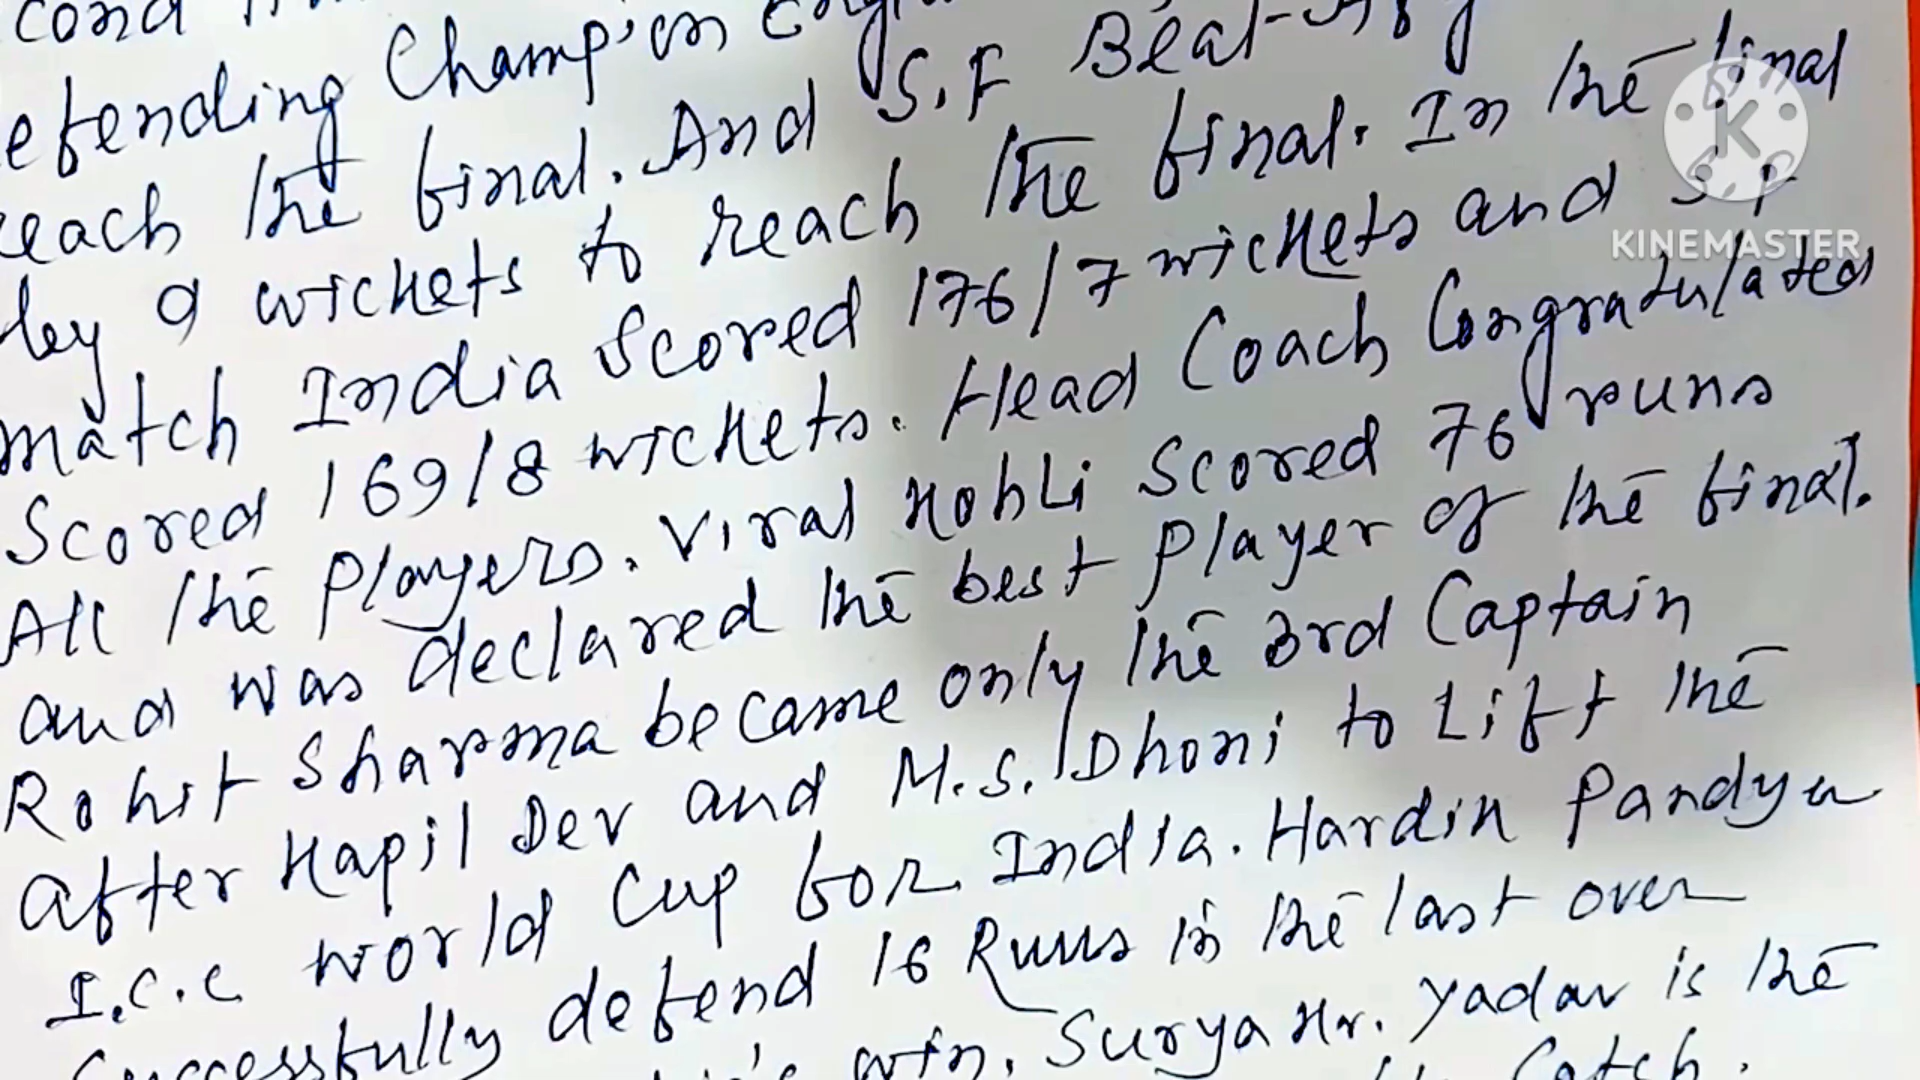 efending Champion
each the final. And S.F Beat
by 9 wickets to reach the final. In the final
match India Scored 176/7 wickets and
Scored 169/8 wickets. Head Coach Congratulated
All the Players. Viral Kohli Scored 76 runs
and was declared the best Player of the final.
Rohit Sharma became only the 3rd Captain
after Kapil Dev and M.S. Dhoni to Lift the
I.C.C World Cup for India. Hardik Pandya
Successfully defend 16 Runs in the last over
win. Surya Kr. Yadav is the
Catch.
KINEMASTER